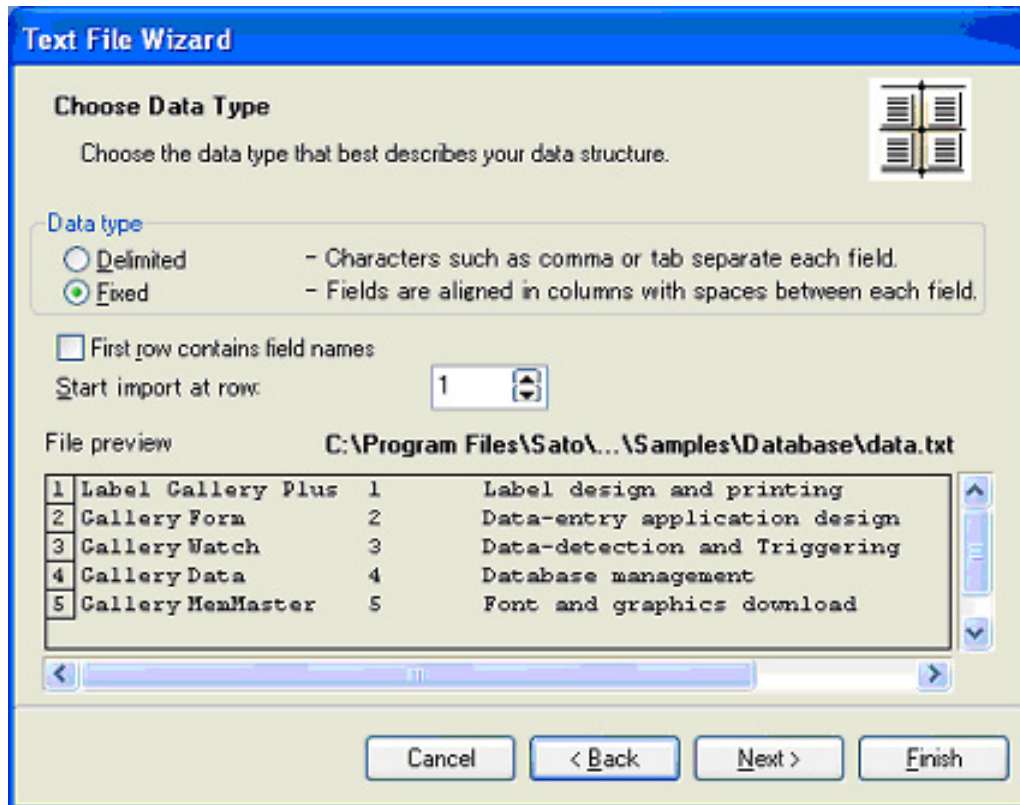 Text File Wizard
Choose Data Type
Choose the data type that best describes your data structure.
Data type
Delimited - Characters such as comma or tab separate each field.
Fixed - Fields are aligned in columns with spaces between each field.
First row contains field names
Start import at row: 1
File preview C:\Program Files\Sato\...\Samples\Database\data.txt
1 Label Gallery Plus 1 Label design and printing
2 Gallery Form 2 Data-entry application design
3 Gallery Watch 3 Data-detection and Triggering
4 Gallery Data 4 Database management
5 Gallery MemMaster 5 Font and graphics download
Cancel < Back Next > Finish